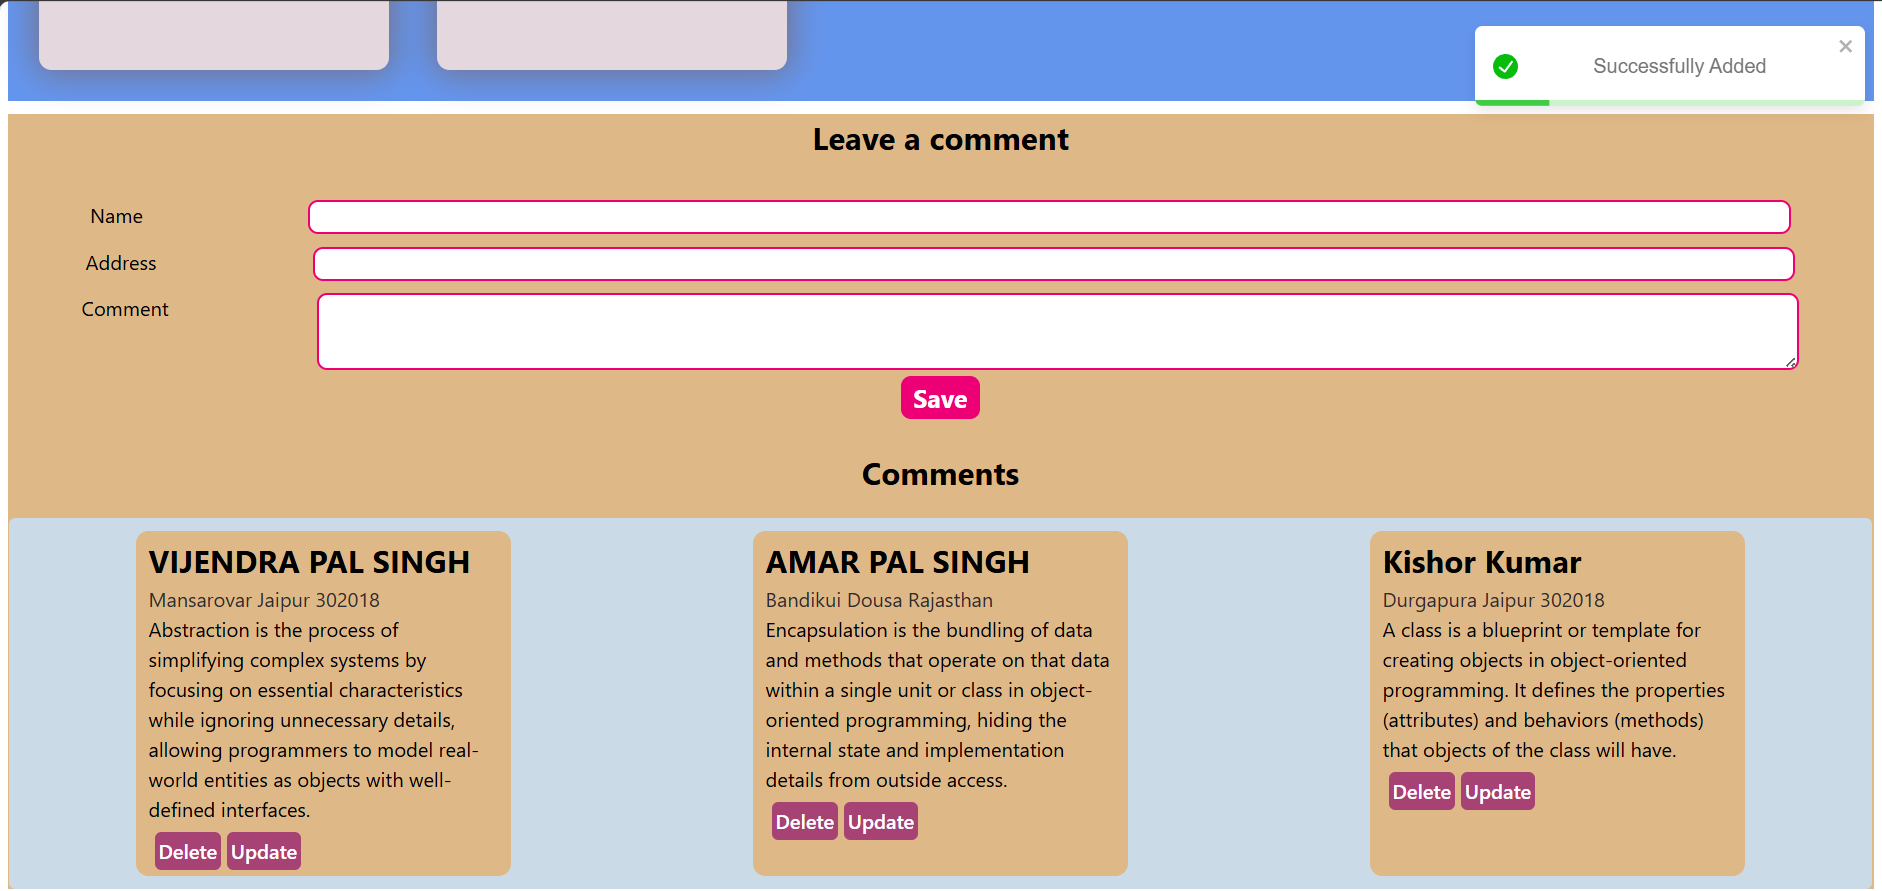 Successfully Added
Leave a comment
Name
Address
Comment
Save
Comments
VIJENDRA PAL SINGH
Mansarovar Jaipur 302018
Abstraction is the process of
simplifying complex systems by
focusing on essential characteristics
while ignoring unnecessary details,
allowing programmers to model real-
world entities as objects with well-
defined interfaces.
Delete Update
AMAR PAL SINGH
Bandikui Dousa Rajasthan
Encapsulation is the bundling of data
and methods that operate on that data
within a single unit or class in object-
oriented programming, hiding the
internal state and implementation
details from outside access.
Delete Update
Kishor Kumar
Durgapura Jaipur 302018
A class is a blueprint or template for
creating objects in object-oriented
programming. It defines the properties
(attributes) and behaviors (methods)
that objects of the class will have.
Delete Update